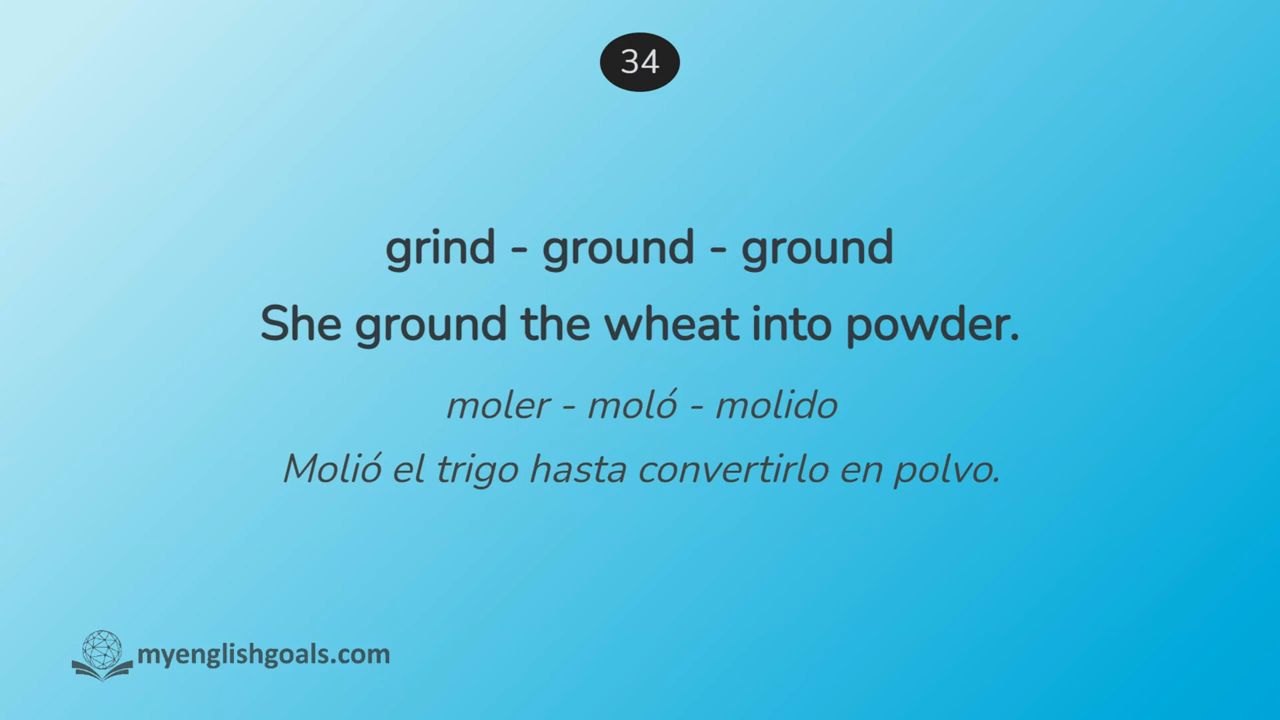 34
grind - ground - ground
She ground the wheat into powder.
moler - moló - molido
Molió el trigo hasta convertirlo en polvo.
myenglishgoals.com